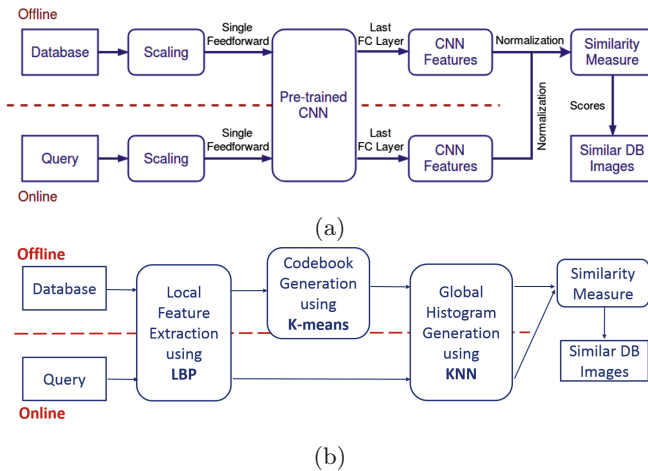 Offline
Database
Scaling
Single
Feedforward
Pre-trained
CNN
Last
FC Layer
CNN
Features
Normalization
Similarity
Measure
Normalization
Scores
Query
Scaling
Single
Feedforward
Last
FC Layer
CNN
Features
Similar DB
Images
Online
(a)
Offline
Database
Local
Feature
Extraction
using
LBP
Codebook
Generation
using
K-means
Global
Histogram
Generation
using
KNN
Similarity
Measure
Similar DB
Images
Query
Online
(b)